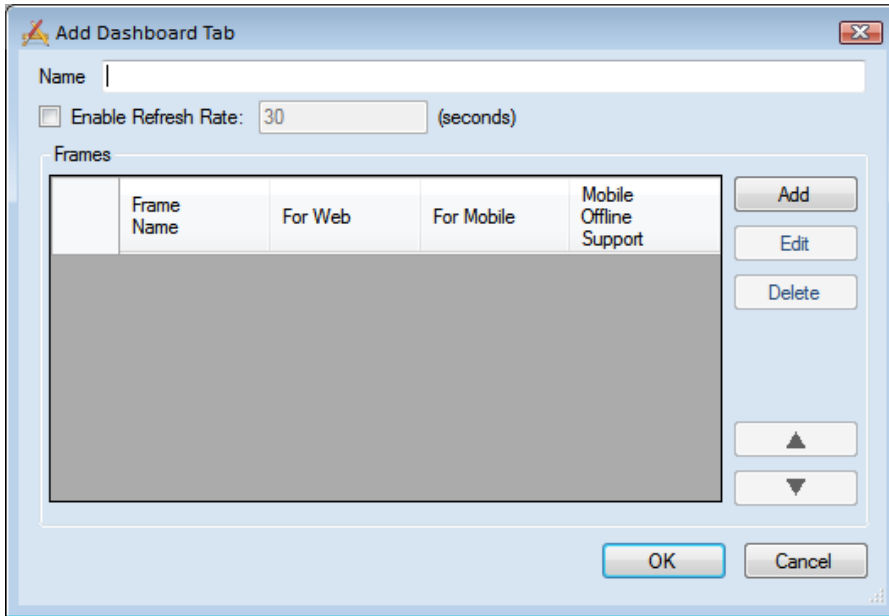 Add Dashboard Tab
Name
Enable Refresh Rate: 30 (seconds)
Frames
Frame
Name
For Web
For Mobile
Mobile
Offline
Support
Add
Edit
Delete
OK
Cancel